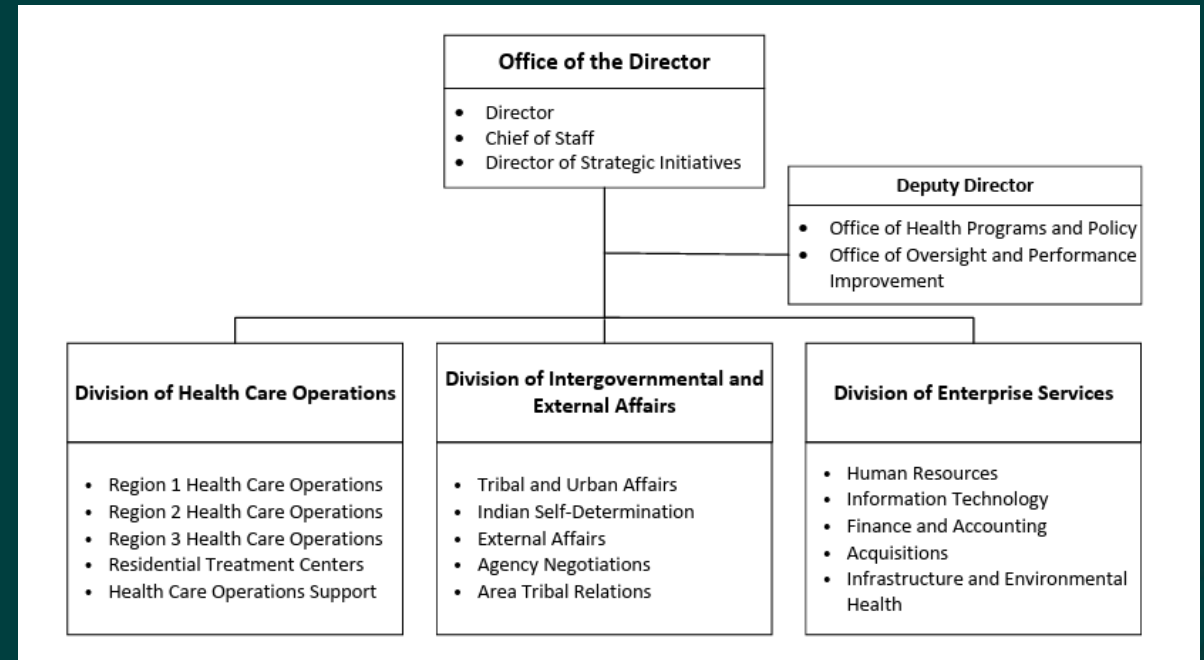 Office of the Director
• Director
• Chief of Staff
• Director of Strategic Initiatives
Deputy Director
• Office of Health Programs and Policy
• Office of Oversight and Performance
Improvement
Division of Health Care Operations
• Region 1 Health Care Operations
• Region 2 Health Care Operations
• Region 3 Health Care Operations
• Residential Treatment Centers
• Health Care Operations Support
Division of Intergovernmental and
External Affairs
• Tribal and Urban Affairs
• Indian Self-Determination
• External Affairs
• Agency Negotiations
• Area Tribal Relations
Division of Enterprise Services
• Human Resources
• Information Technology
• Finance and Accounting
• Acquisitions
• Infrastructure and Environmental
Health